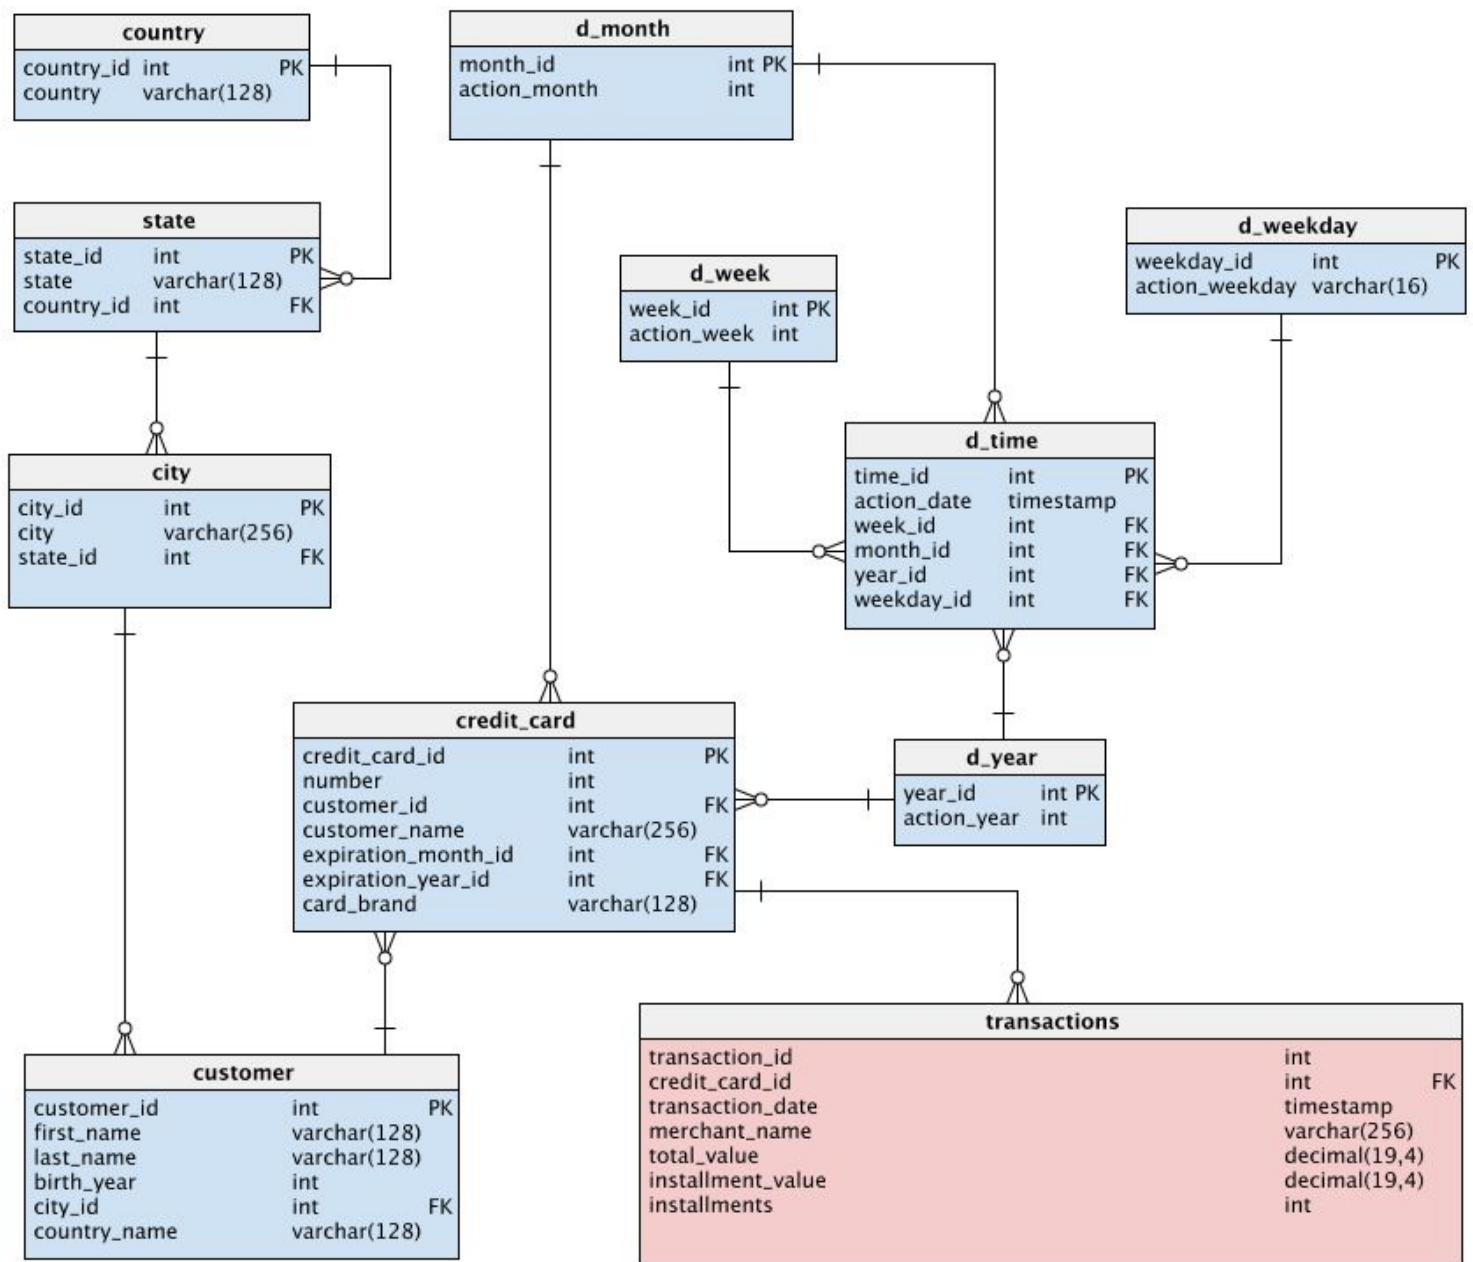 country
country_id int PK
country varchar(128)
d_month
month_id int PK
action_month int
state
state_id int PK
state varchar(128)
country_id int FK
d_week
week_id int PK
action_week int
d_weekday
weekday_id int PK
action_weekday varchar(16)
city
city_id int PK
city varchar(256)
state_id int FK
d_time
time_id int PK
action_date timestamp
week_id int FK
month_id int FK
year_id int FK
weekday_id int FK
credit_card
credit_card_id int PK
number int
customer_id int FK
customer_name varchar(256)
expiration_month_id int FK
expiration_year_id int FK
card_brand varchar(128)
d_year
year_id int PK
action_year int
customer
customer_id int PK
first_name varchar(128)
last_name varchar(128)
birth_year int
city_id int FK
country_name varchar(128)
transactions
transaction_id int
credit_card_id int FK
transaction_date timestamp
merchant_name varchar(256)
total_value decimal(19,4)
installment_value decimal(19,4)
installments int